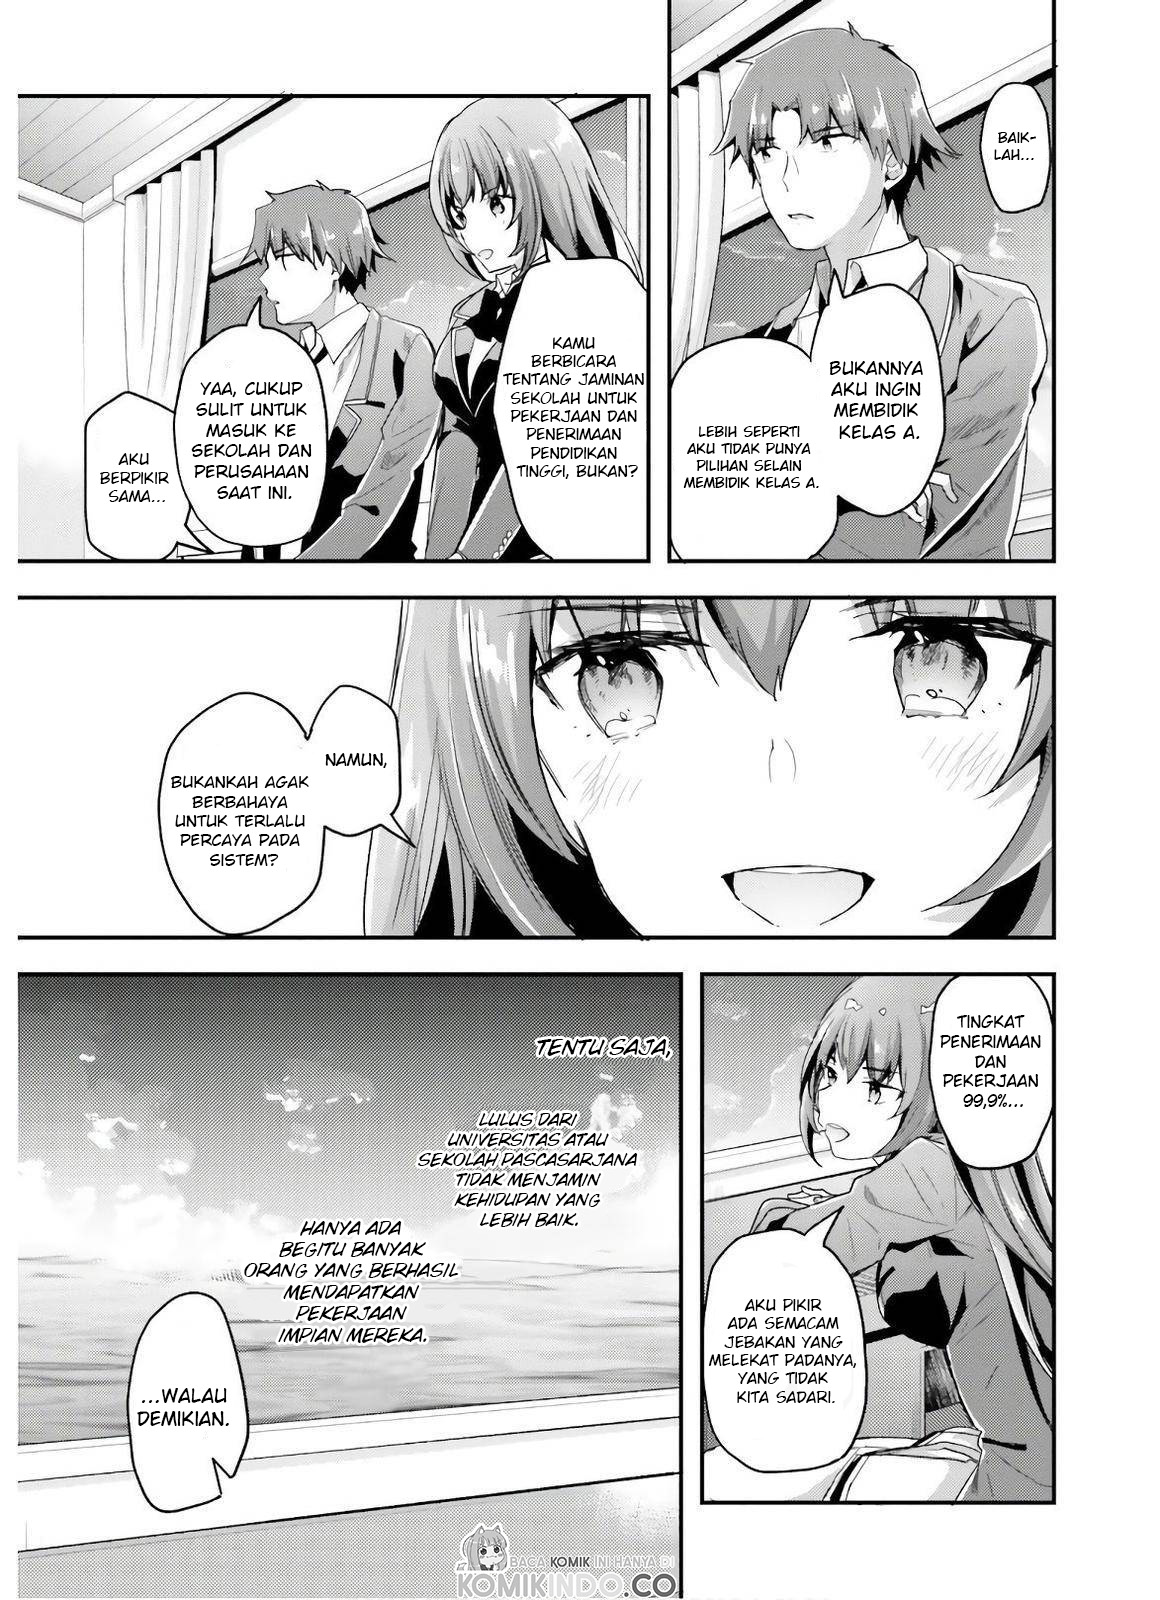 BAIK-
LAH...
BUKANNYA
AKU INGIN
MEMBIDIK
KELAS A.
LEBIH SEPERTI
AKU TIDAK PUNYA
PILIHAN SELAIN
MEMBIDIK KELAS A.
KAMU
BERBICARA
TENTANG JAMINAN
SEKOLAH UNTUK
PEKERJAAN DAN
PENERIMAAN
PENDIDIKAN
TINGGI, BUKAN?
YAA, CUKUP
SULIT UNTUK
MASUK KE
SEKOLAH DAN
PERUSAHAAN
SAAT INI.
AKU
BERPIKIR
SAMA...
NAMUN,
BUKANKAH AGAK
BERBAHAYA
UNTUK TERLALU
PERCAYA PADA
SISTEM?
TINGKAT
PENERIMAAN
DAN
PEKERJAAN
99,9%...
AKU PIKIR
ADA SEMACAM
JEBAKAN YANG
MELEKAT PADANYA,
YANG TIDAK
KITA SADARI.
TENTU SAJA,
LULUS DARI
UNIVERSITAS ATAU
SEKOLAH PASCASARJANA
TIDAK MENJAMIN
KEHIDUPAN YANG
LEBIH BAIK.
HANYA ADA
BEGITU BANYAK
ORANG YANG BERHASIL
MENDAPATKAN
PEKERJAAN
IMPIAN MEREKA.
...WALAU
DEMIKIAN.
BACA KOMIK INI HANYA DI
KOMIKINDO.CO